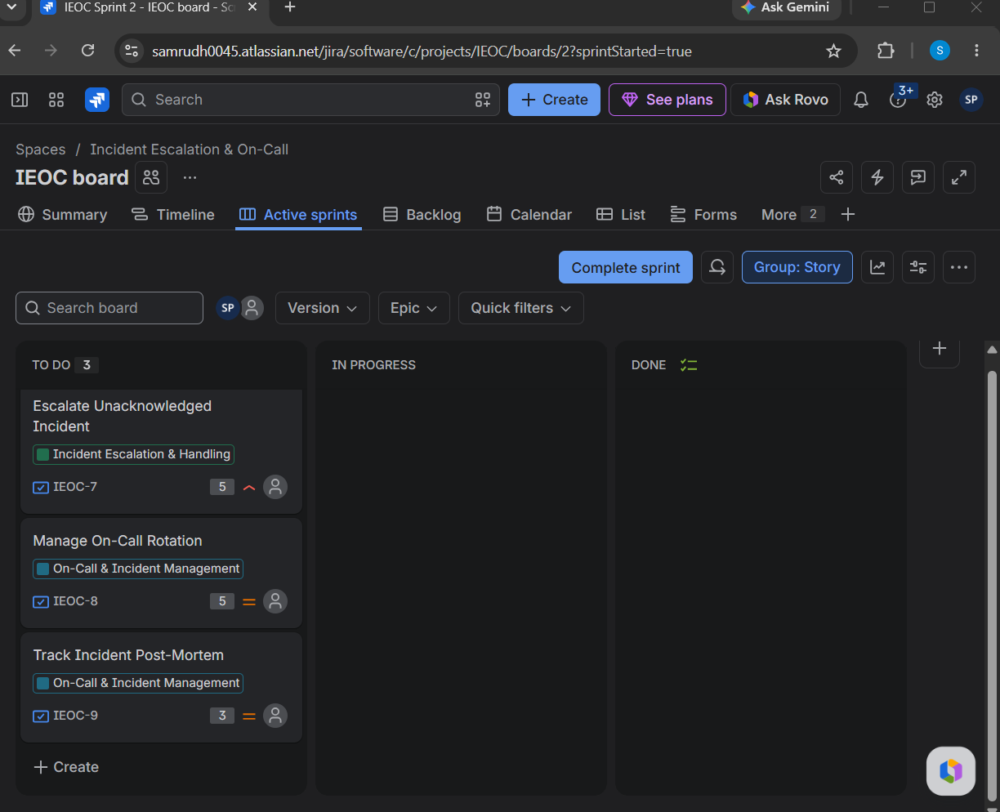 IEOC Sprint 2 - IEOC board - Sc
Ask Gemini
samrudh0045.atlassian.net/jira/software/c/projects/IEOC/boards/2?sprintStarted=true
S
Search
Create
See plans
Ask Rovo
3+
SP
Spaces / Incident Escalation & On-Call
IEOC board
Summary
Timeline
Active sprints
Backlog
Calendar
List
Forms
More 2
Complete sprint
Group: Story
Search board
SP
Version
Epic
Quick filters
TO DO 3
IN PROGRESS
DONE
Escalate Unacknowledged
Incident
Incident Escalation & Handling
IEOC-7
5
Manage On-Call Rotation
On-Call & Incident Management
IEOC-8
5
Track Incident Post-Mortem
On-Call & Incident Management
IEOC-9
3
Create